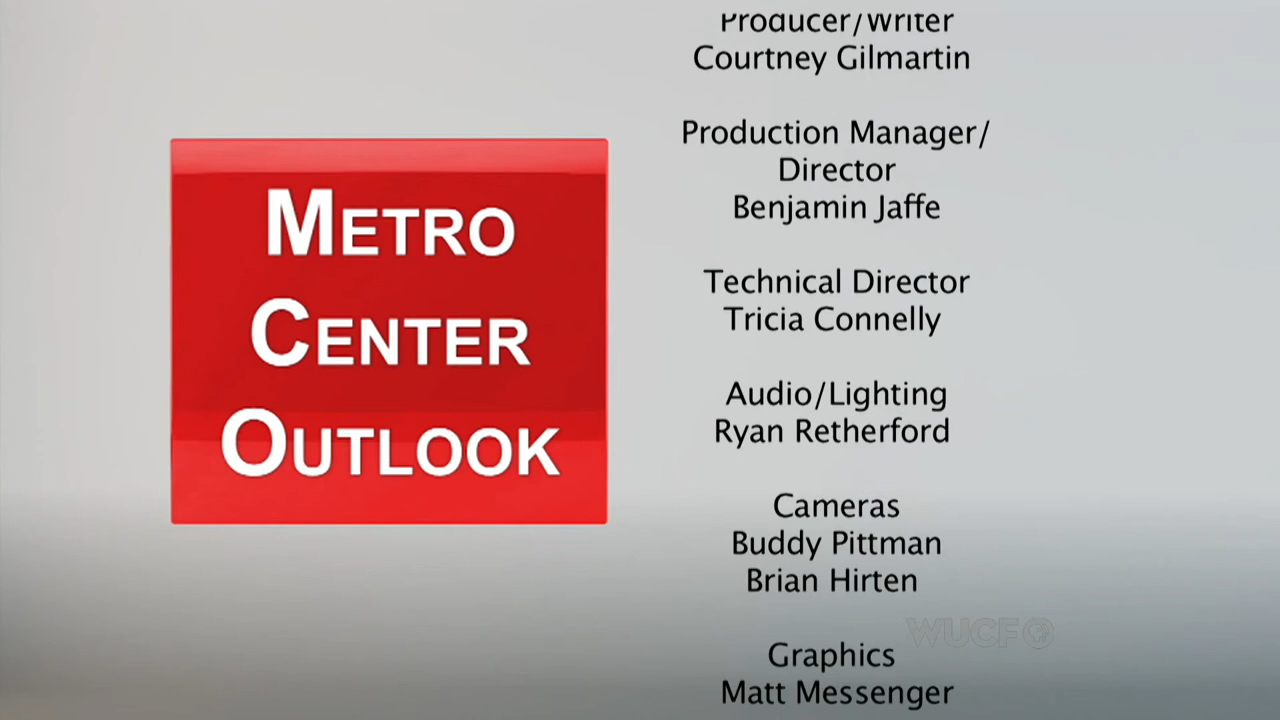 METRO
CENTER
OUTLOOK
Producer/Writer
Courtney Gilmartin
Production Manager/
Director
Benjamin Jaffe
Technical Director
Tricia Connelly
Audio/Lighting
Ryan Retherford
Cameras
Buddy Pittman
Brian Hirten
WUCF
Graphics
Matt Messenger